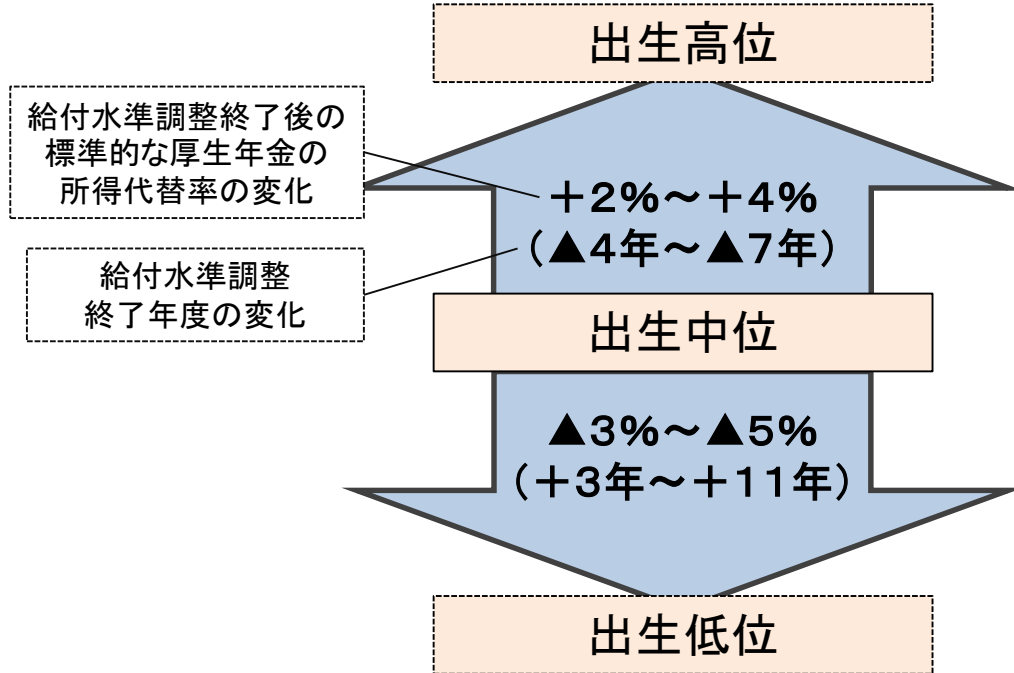 出生高位
給付水準調整終了後の
標準的な厚生年金の
所得代替率の変化
＋2%～＋4%
（▲4年～▲7年）
給付水準調整
終了年度の変化
出生中位
▲3%～▲5%
（＋3年～＋11年）
出生低位